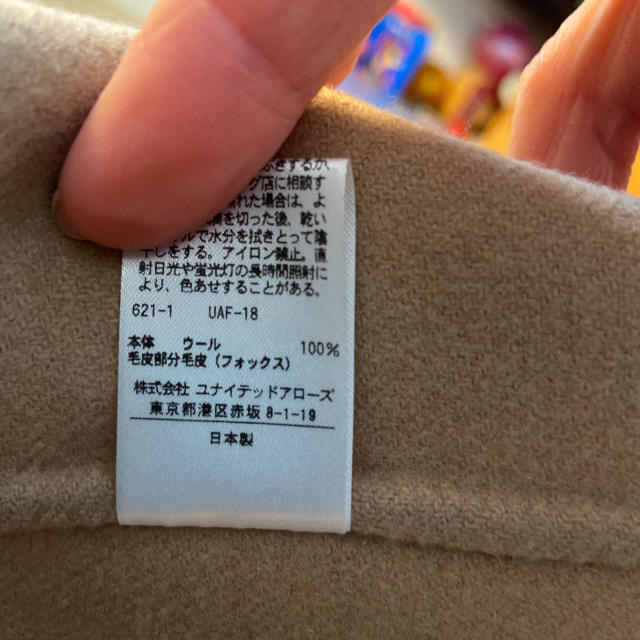 ぶきするか
グ店に相談す
れた場合は、よ
を切った後、乾い
ルで水分を拭きとって陰
干しをする。アイロン禁止。直
射日光や蛍光灯の長時間照射に
より、色あせすることがある。
621-1 UAF-18
本体 ウール 100%
毛皮部分毛皮（フォックス）
株式会社 ユナイテッドアローズ
東京都港区赤坂 8-1-19
日本製